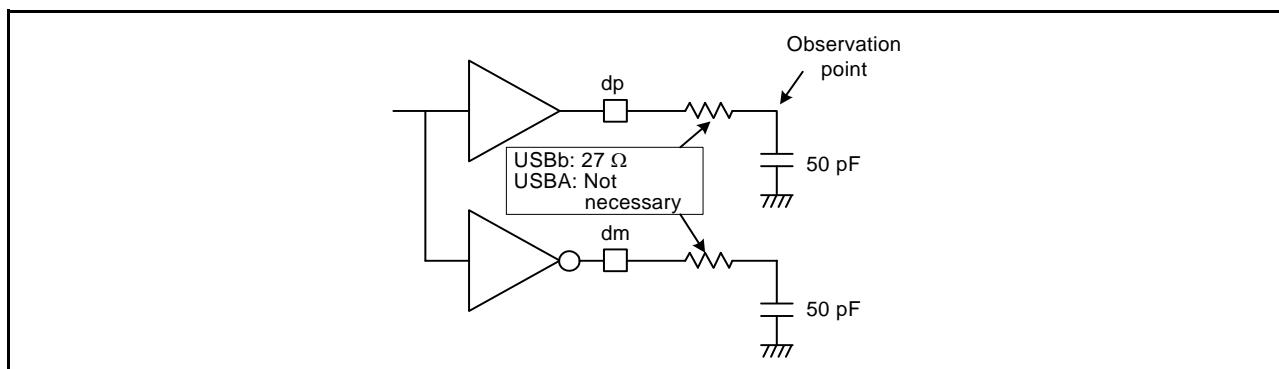 Observation
point
dp
USBb: 27 Ω
USBA: Not
necessary
50 pF
dm
50 pF